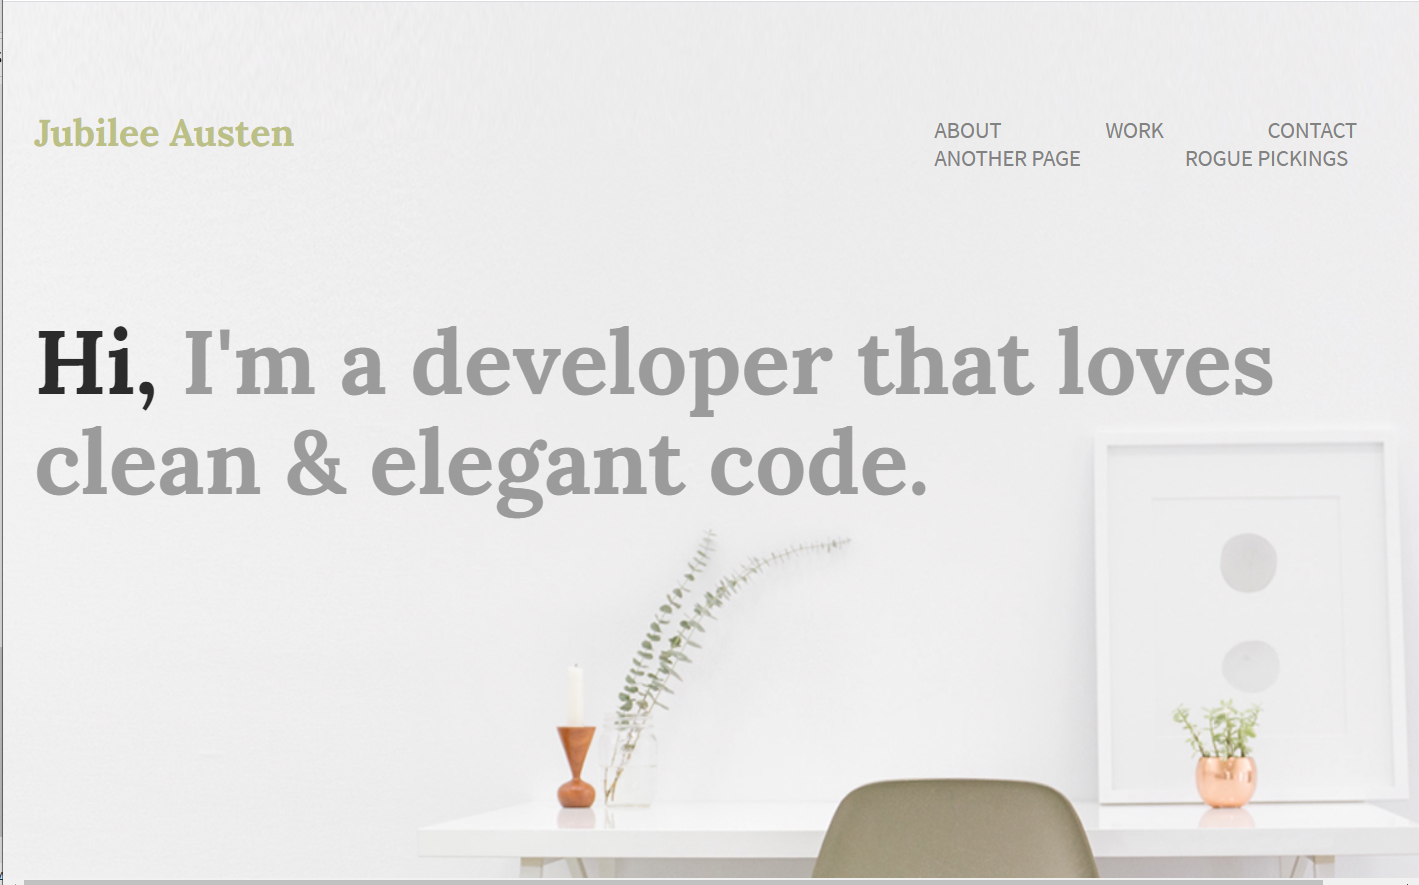 Jubilee Austen
ABOUT WORK CONTACT
ANOTHER PAGE ROGUE PICKINGS
Hi, I'm a developer that loves
clean & elegant code.